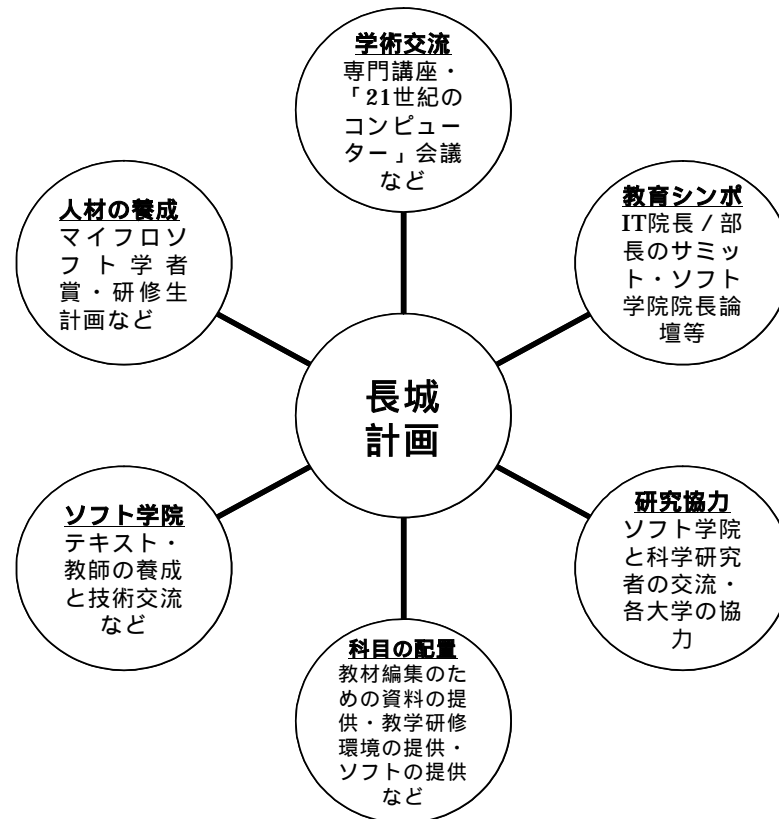 学術交流
専門講座・
「21世紀の
コンピュー
ター」会議
など
人材の養成
マイフロソ
フト学者
賞・研修生
計画など
教育シンポ
IT院長／部
長のサミッ
ト・ソフト
学院院長論
壇等
長城
計画
ソフト学院
テキスト・
教師の養成
と技術交流
など
研究協力
ソフト学院
と科学研究
者の交流・
各大学の協
力
科目の配置
教材編集のた
めの資料の提
供・教学研修
環境の提供・
ソフトの提供
など